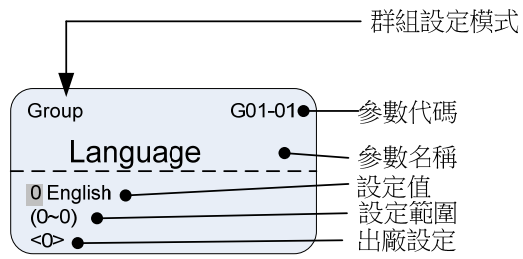 群組設定模式
Group G01-01
參數代碼
Language
參數名稱
0 English
設定值
(0~0)
設定範圍
<0>
出廠設定